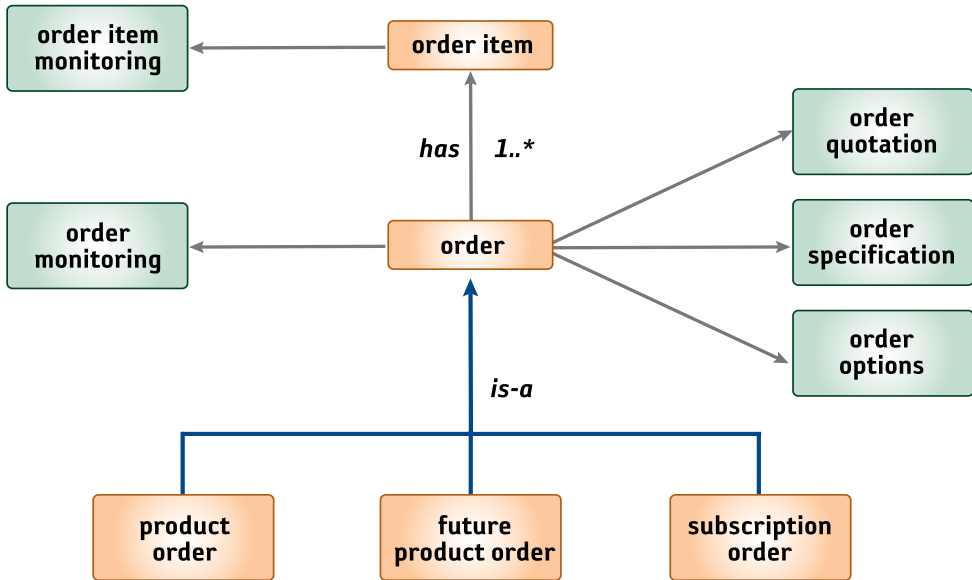 order item
monitoring
order item
has
1..*
order
quotation
order
monitoring
order
order
specification
order
options
is-a
product
order
future
product order
subscription
order